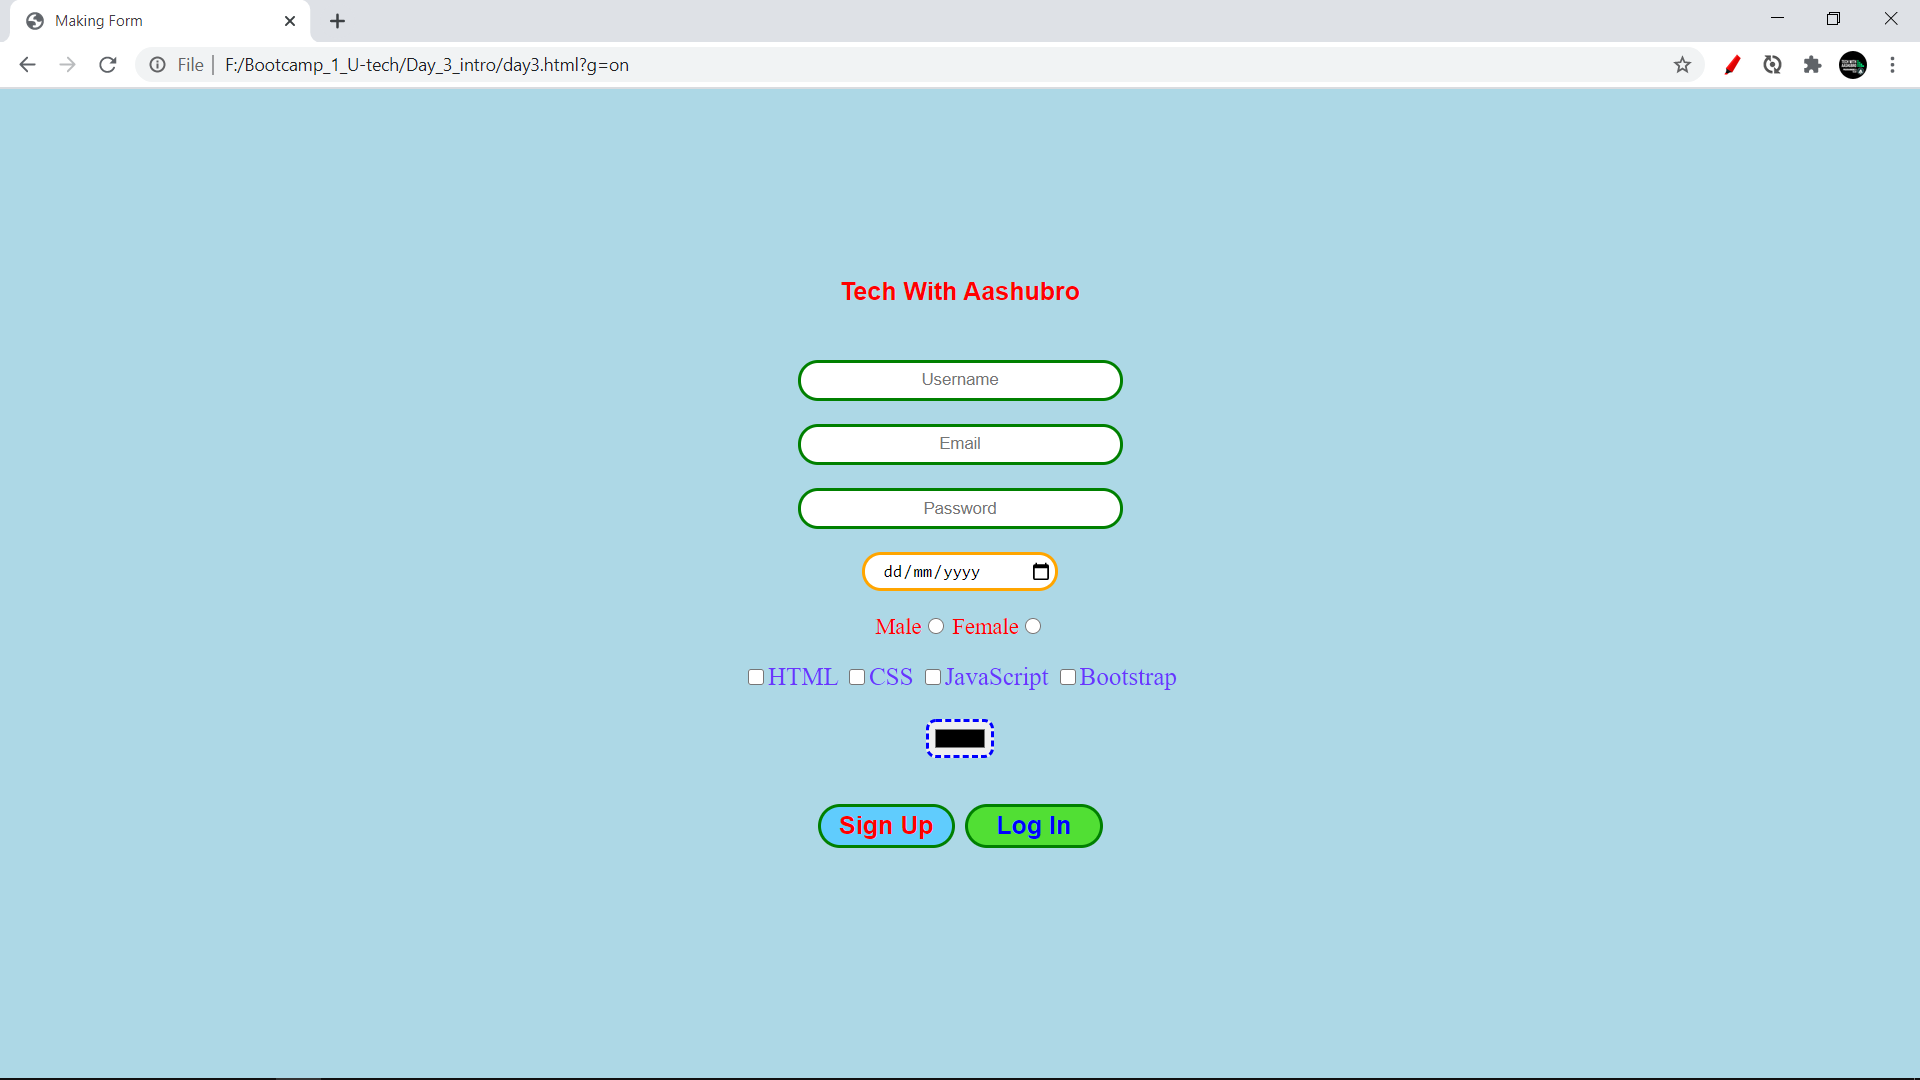 Making Form
File | F:/Bootcamp_1_U-tech/Day_3_intro/day3.html?g=on
Tech With Aashubro
Username
Email
Password
dd/mm/yyyy
Male Female
HTML CSS JavaScript Bootstrap
Sign Up Log In